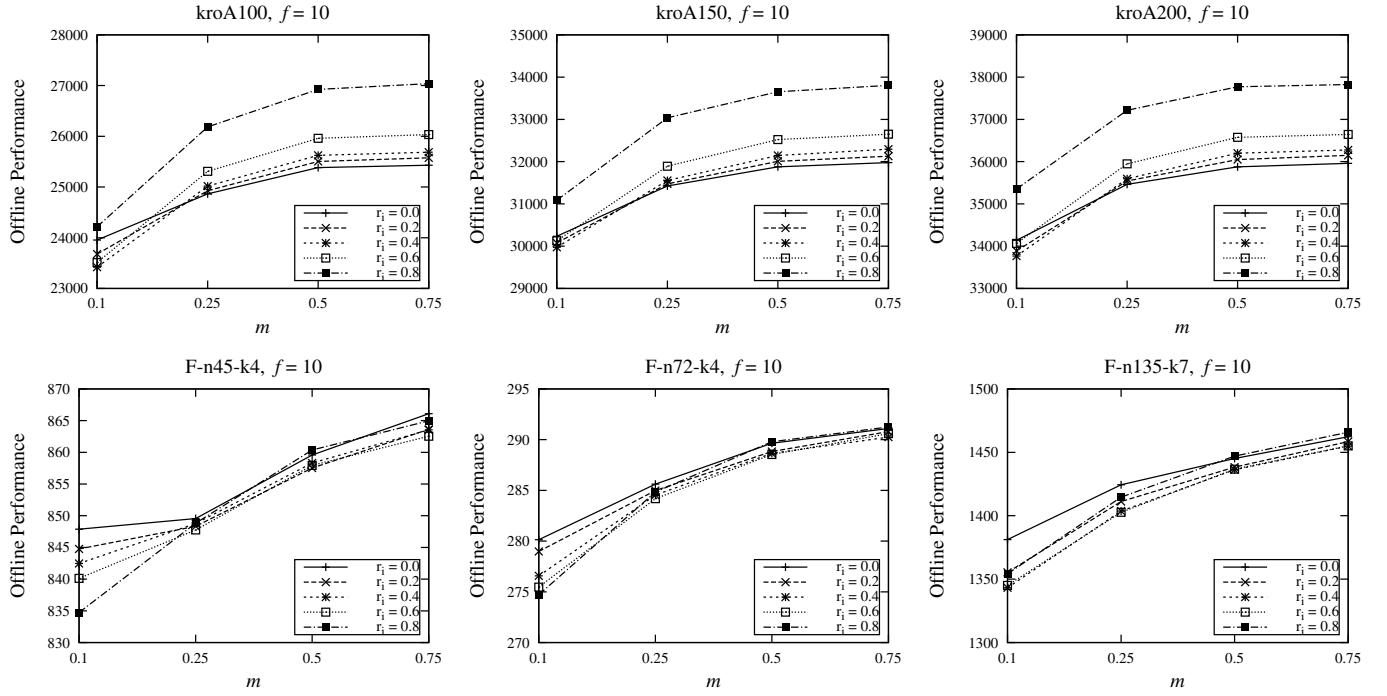 kroA100, f = 10
28000
27000
26000
25000
24000
23000
Offline Performance
0.1 0.25 0.5 0.75
m
r_i = 0.0
r_i = 0.2
r_i = 0.4
r_i = 0.6
r_i = 0.8
kroA150, f = 10
35000
34000
33000
32000
31000
30000
29000
Offline Performance
0.1 0.25 0.5 0.75
m
r_i = 0.0
r_i = 0.2
r_i = 0.4
r_i = 0.6
r_i = 0.8
kroA200, f = 10
39000
38000
37000
36000
35000
34000
33000
Offline Performance
0.1 0.25 0.5 0.75
m
r_i = 0.0
r_i = 0.2
r_i = 0.4
r_i = 0.6
r_i = 0.8
F-n45-k4, f = 10
870
865
860
855
850
845
840
835
830
Offline Performance
0.1 0.25 0.5 0.75
m
r_i = 0.0
r_i = 0.2
r_i = 0.4
r_i = 0.6
r_i = 0.8
F-n72-k4, f = 10
295
290
285
280
275
270
Offline Performance
0.1 0.25 0.5 0.75
m
r_i = 0.0
r_i = 0.2
r_i = 0.4
r_i = 0.6
r_i = 0.8
F-n135-k7, f = 10
1500
1450
1400
1350
1300
Offline Performance
0.1 0.25 0.5 0.75
m
r_i = 0.0
r_i = 0.2
r_i = 0.4
r_i = 0.6
r_i = 0.8